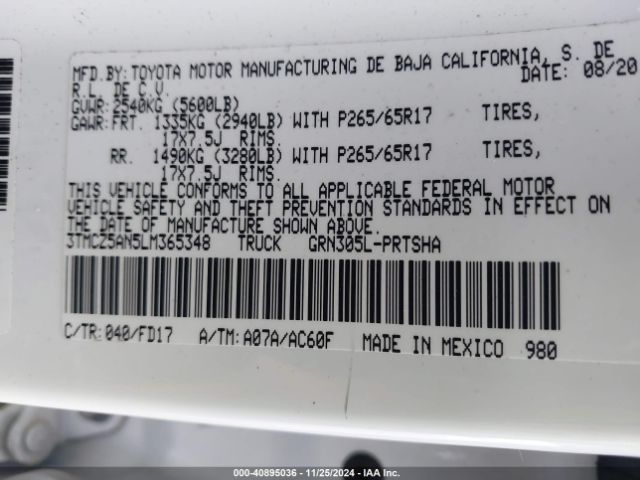 MFD.BY:TOYOTA MOTOR MANUFACTURING DE BAJA CALIFORNIA, S. DE
R.L. DE C.V. DATE: 08/20
GVWR:2540KG (5600LB)
GAWR:FRT. 1335KG (2940LB) WITH P265/65R17 TIRES,
17X7.5J RIMS.
RR. 1490KG (3280LB) WITH P265/65R17 TIRES,
17X7.5J RIMS.
THIS VEHICLE CONFORMS TO ALL APPLICABLE FEDERAL MOTOR
VEHICLE SAFETY AND THEFT PREVENTION STANDARDS IN EFFECT ON
THE DATE OF MANUFACTURE SHOWN ABOVE.
3TMCZ5AN5LM365348 TRUCK GRN305L-PRTSHA
C/TR:040/FD17 A/TM:A07A/AC60F MADE IN MEXICO 980
000-40895036 | 11/25/2024 | IAA Inc.